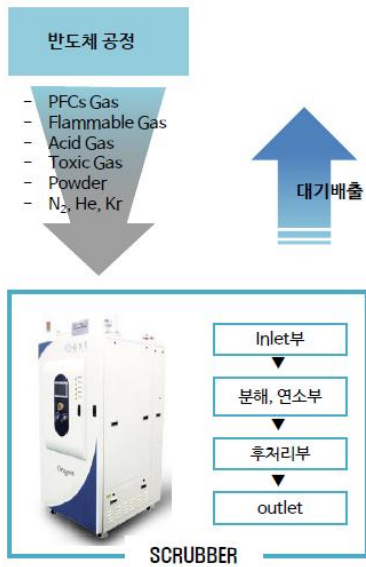 반도체 공정
- PFCs Gas
- Flammable Gas
- Acid Gas
- Toxic Gas
- Powder
- N₂, He, Kr
대기배출
Inlet부
▼
분해, 연소부
▼
후처리부
▼
outlet
SCRUBBER